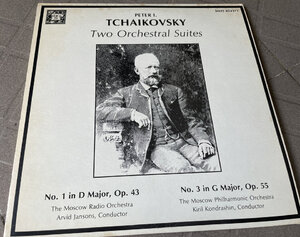 PETER I.
TCHAIKOVSKY
Two Orchestral Suites
No. 1 in D Major, Op. 43
The Moscow Radio Orchestra
Arvid Jansons, Conductor
No. 3 in G Major, Op. 55
The Moscow Philharmonic Orchestra
Kiril Kondrashin, Conductor